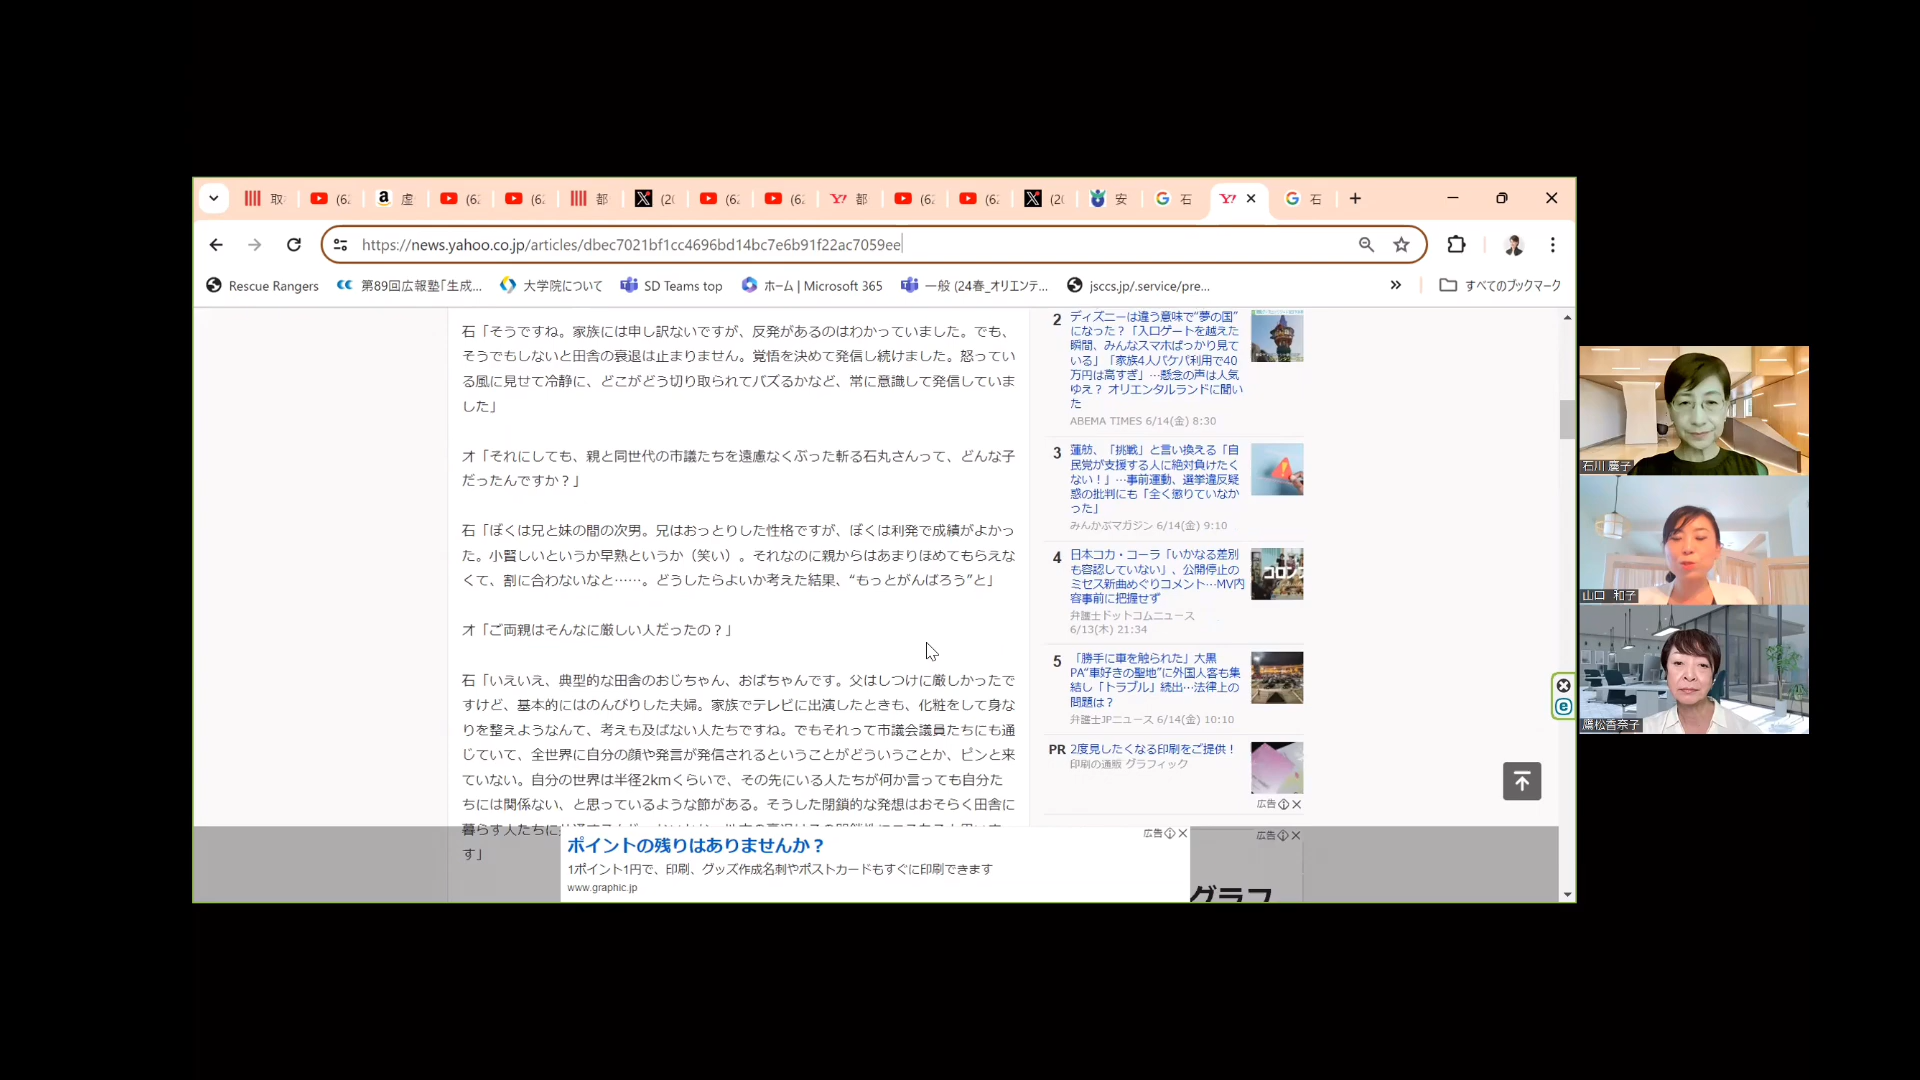 取
(62
虚
(62
(62
都
(20
(62
(62
都
(62
(62
(20
安
石
石
https://news.yahoo.co.jp/articles/dbec7021bf1cc4696bd14bc7e6b91f22ac7059ee
Rescue Rangers
第89回広報塾「生成...
大学院について
SD Teams top
ホーム | Microsoft 365
一般 (24春_オリエンテ...
jsccs.jp/.service/pre...
»
すべてのブックマーク
石「そうですね。家族には申し訳ないですが、反発があるのはわかっていました。でも、
そうでもしないと田舎の衰退は止まりません。覚悟を決めて発信し続けました。怒ってい
る風に見せて冷静に、どこがどう切り取られてバズるかなど、常に意識して発信していま
した」
オ「それにしても、親と同世代の市議たちを遠慮なくぶった斬る石丸さんって、どんな子
だったんですか？」
石「ぼくは兄と妹の間の次男。兄はおっとりした性格ですが、ぼくは利発で成績がよかっ
た。小賢しいというか早熟というか（笑い）。それなのに親からはあまりほめてもらえな
くて、割に合わないなと……。どうしたらよいか考えた結果、“もっとがんばろう”と」
オ「ご両親はそんなに厳しい人だったの？」
石「いえいえ、典型的な田舎のおじちゃん、おばちゃんです。父はしつけに厳しかったで
すけど、基本的にはのんびりした夫婦。家族でテレビに出演したときも、化粧をして身な
りを整えようなんて、考えも及ばない人たちですね。でもそれって市議会議員たちにも通
じていて、全世界に自分の顔や発言が発信されるということがどういうことか、ピンと来
ていない。自分の世界は半径2kmくらいで、その先にいる人たちが何か言っても自分た
ちには関係ない、と思っているような節がある。そうした閉鎖的な発想はおそらく田舎に
暮らす人たちに
す」
2
ディズニーは違う意味で“夢の国”
になった？「入口ゲートを越えた
瞬間、みんなスマホばっかり見て
いる」「家族4人パケパ利用で40
万円は高すぎ」…懸念の声は人気
ゆえ？ オリエンタルランドに聞い
た
ABEMA TIMES 6/14(金) 8:30
3
蓮舫、「挑戦」と言い換える「自
民党が支援する人に絶対負けたく
ない！」…事前運動、選挙違反疑
惑の批判にも「全く懲りていなか
った」
みんかぶマガジン 6/14(金) 9:10
4
日本コカ・コーラ「いかなる差別
も容認していない」、公開停止の
ミセス新曲めぐりコメント…MV内
容事前に把握せず
弁護士ドットコムニュース
6/13(木) 21:34
コロン
5
「勝手に車を触られた」大黒
PA“車好きの聖地”に外国人客も集
結し「トラブル」続出…法律上の
問題は？
弁護士JPニュース 6/14(金) 10:10
PR 2度見したくなる印刷をご提供！
印刷の通販 グラフィック
広告
広告
広告
ポイントの残りはありませんか？
1ポイント1円で、印刷、グッズ作成名刺やポストカードもすぐに印刷できます
www.graphic.jp
グラフ
石川 慶子
山口 和子
鷹松香奈子